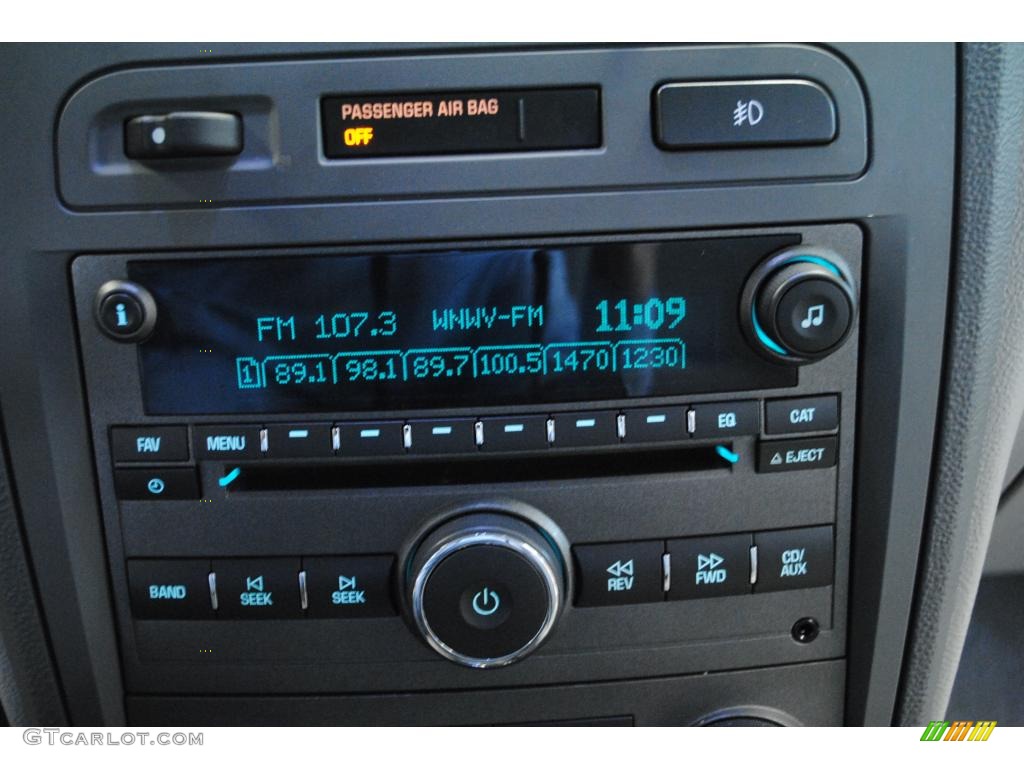 PASSENGER AIR BAG
OFF
i
FM 107.3 WNWV-FM 11:09
1 89.1 98.1 89.7 100.5 1470 1230
FAV MENU EQ CAT
EJECT
BAND SEEK SEEK REV FWD CD/
AUX
GTCARLOT.COM